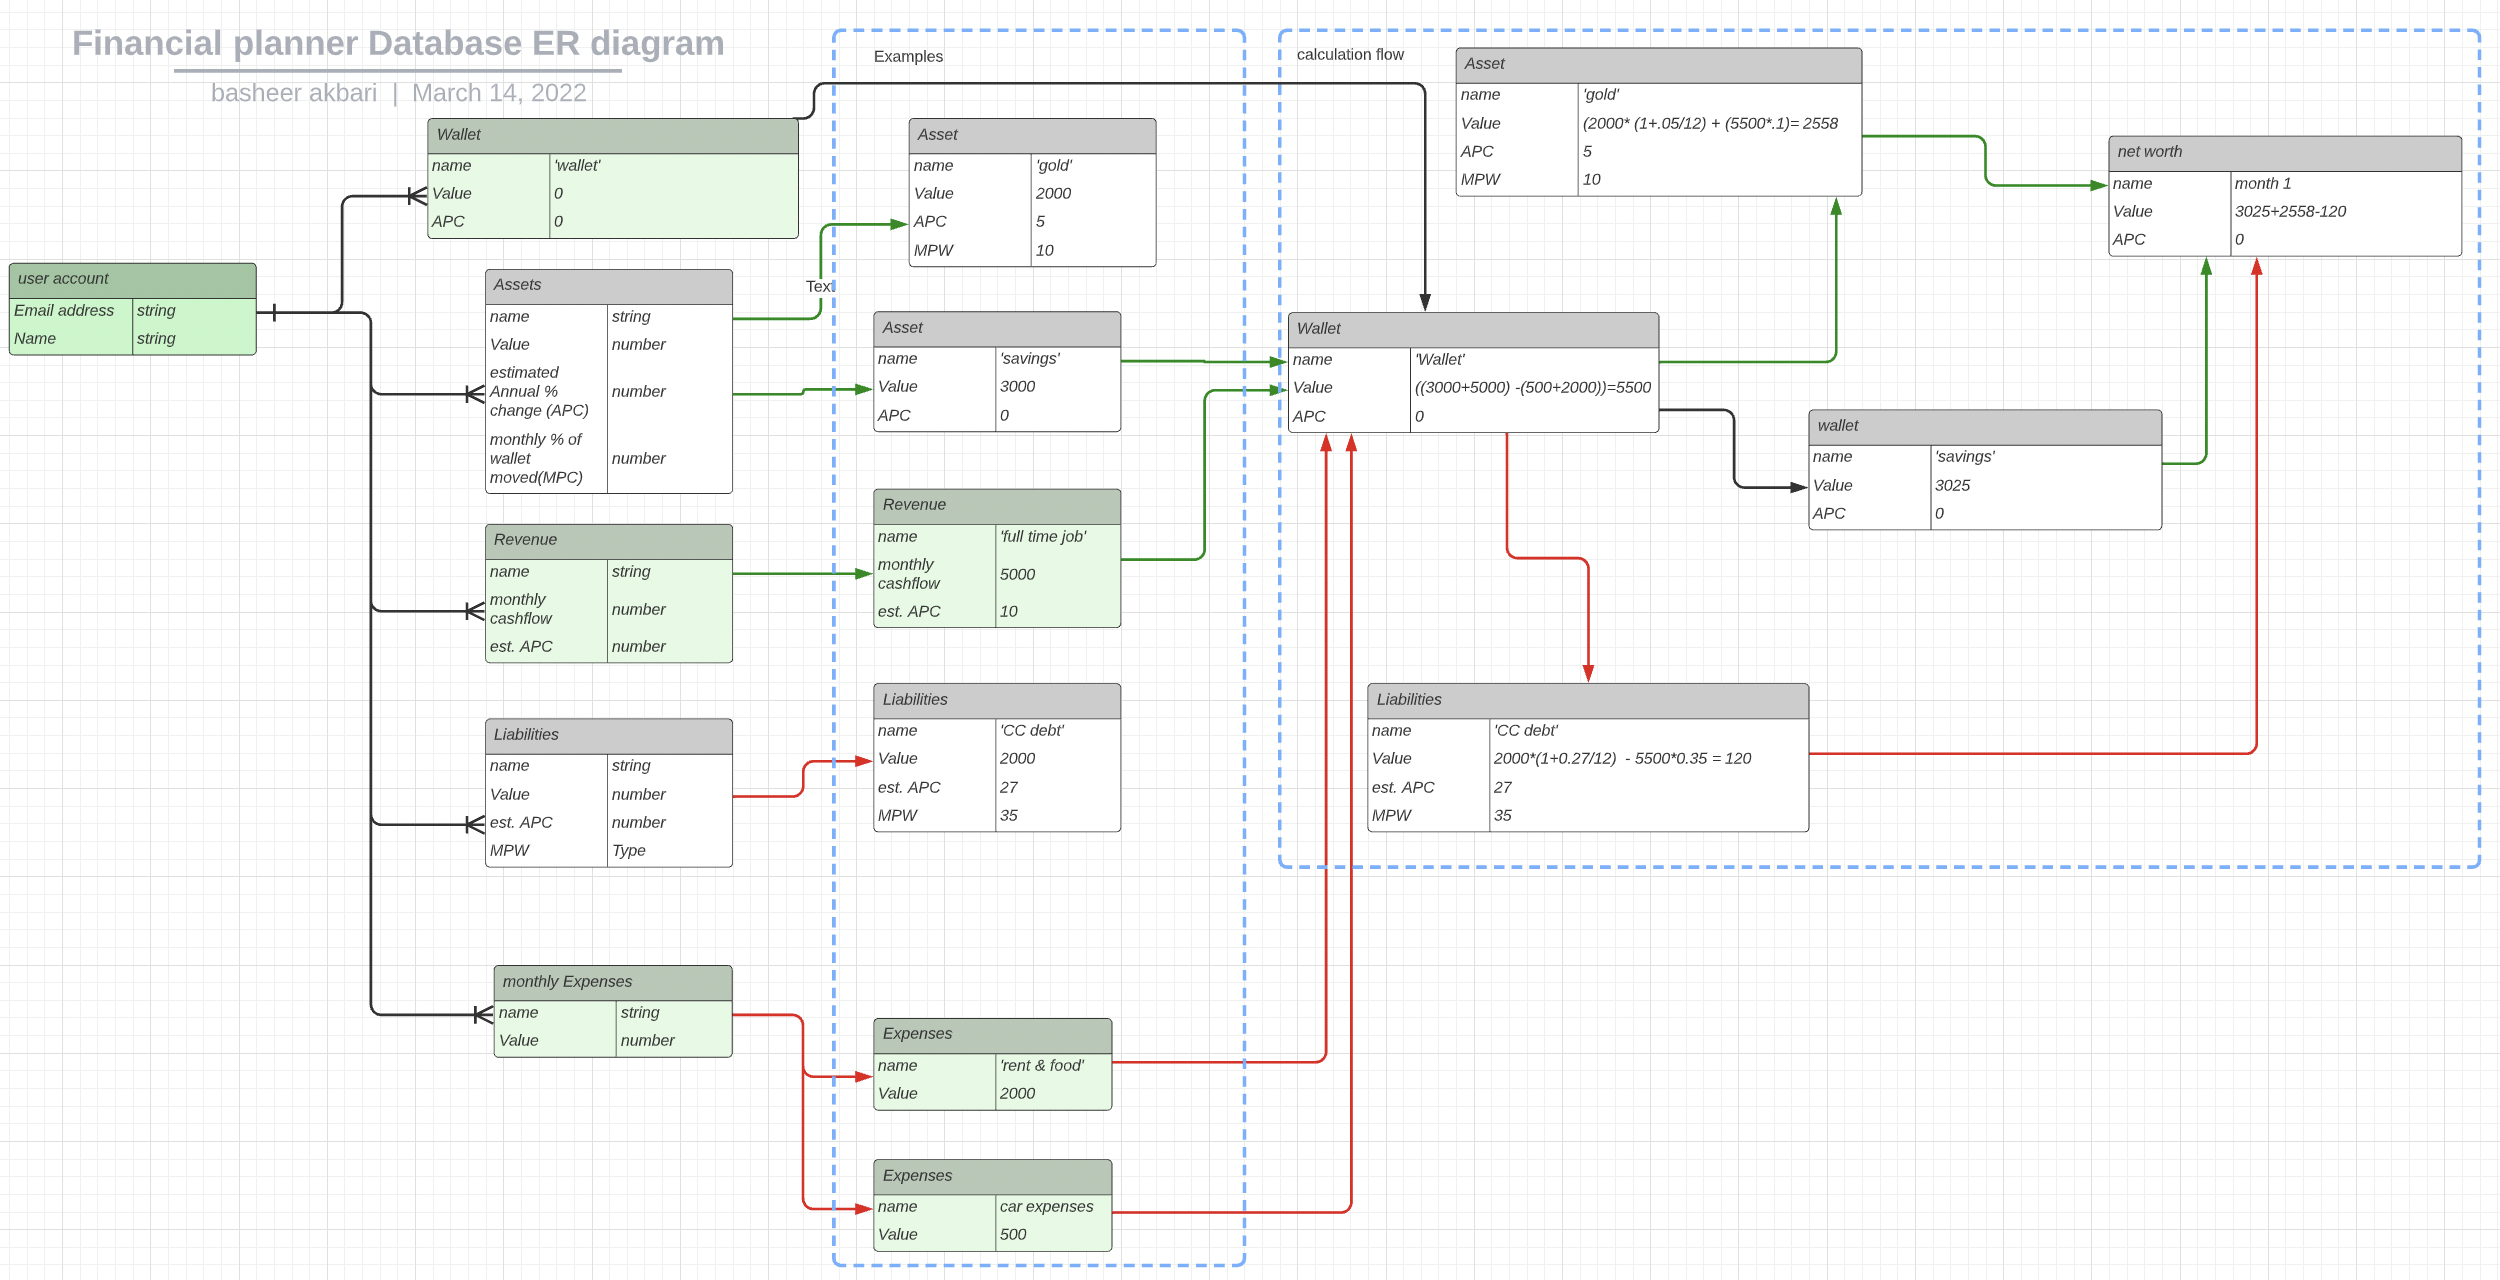 Financial planner Database ER diagram
basheer akbari | March 14, 2022
Wallet
name 'wallet'
Value 0
APC 0
user account
Email address string
Name string
Assets
name string
Value number
estimated
Annual % number
change (APC)
monthly % of
wallet number
moved(MPC)
Revenue
name string
monthly
cashflow
number
est. APC number
Liabilities
name string
Value number
est. APC number
MPW Type
monthly Expenses
name string
Value number
Text
Examples
Asset
name 'gold'
Value 2000
APC 5
MPW 10
Asset
name 'savings'
Value 3000
APC 0
Revenue
name 'full time job'
monthly
cashflow
5000
est. APC 10
Liabilities
name 'CC debt'
Value 2000
est. APC 27
MPW 35
Expenses
name 'rent & food'
Value 2000
Expenses
name car expenses
Value 500
calculation flow
Asset
name 'gold'
Value (2000* (1+.05/12) + (5500*.1)= 2558
APC 5
MPW 10
Wallet
name 'Wallet'
Value ((3000+5000) -(500+2000))=5500
APC 0
Liabilities
name 'CC debt'
Value 2000*(1+0.27/12) - 5500*0.35 = 120
est. APC 27
MPW 35
wallet
name 'savings'
Value 3025
APC 0
net worth
name month 1
Value 3025+2558-120
APC 0